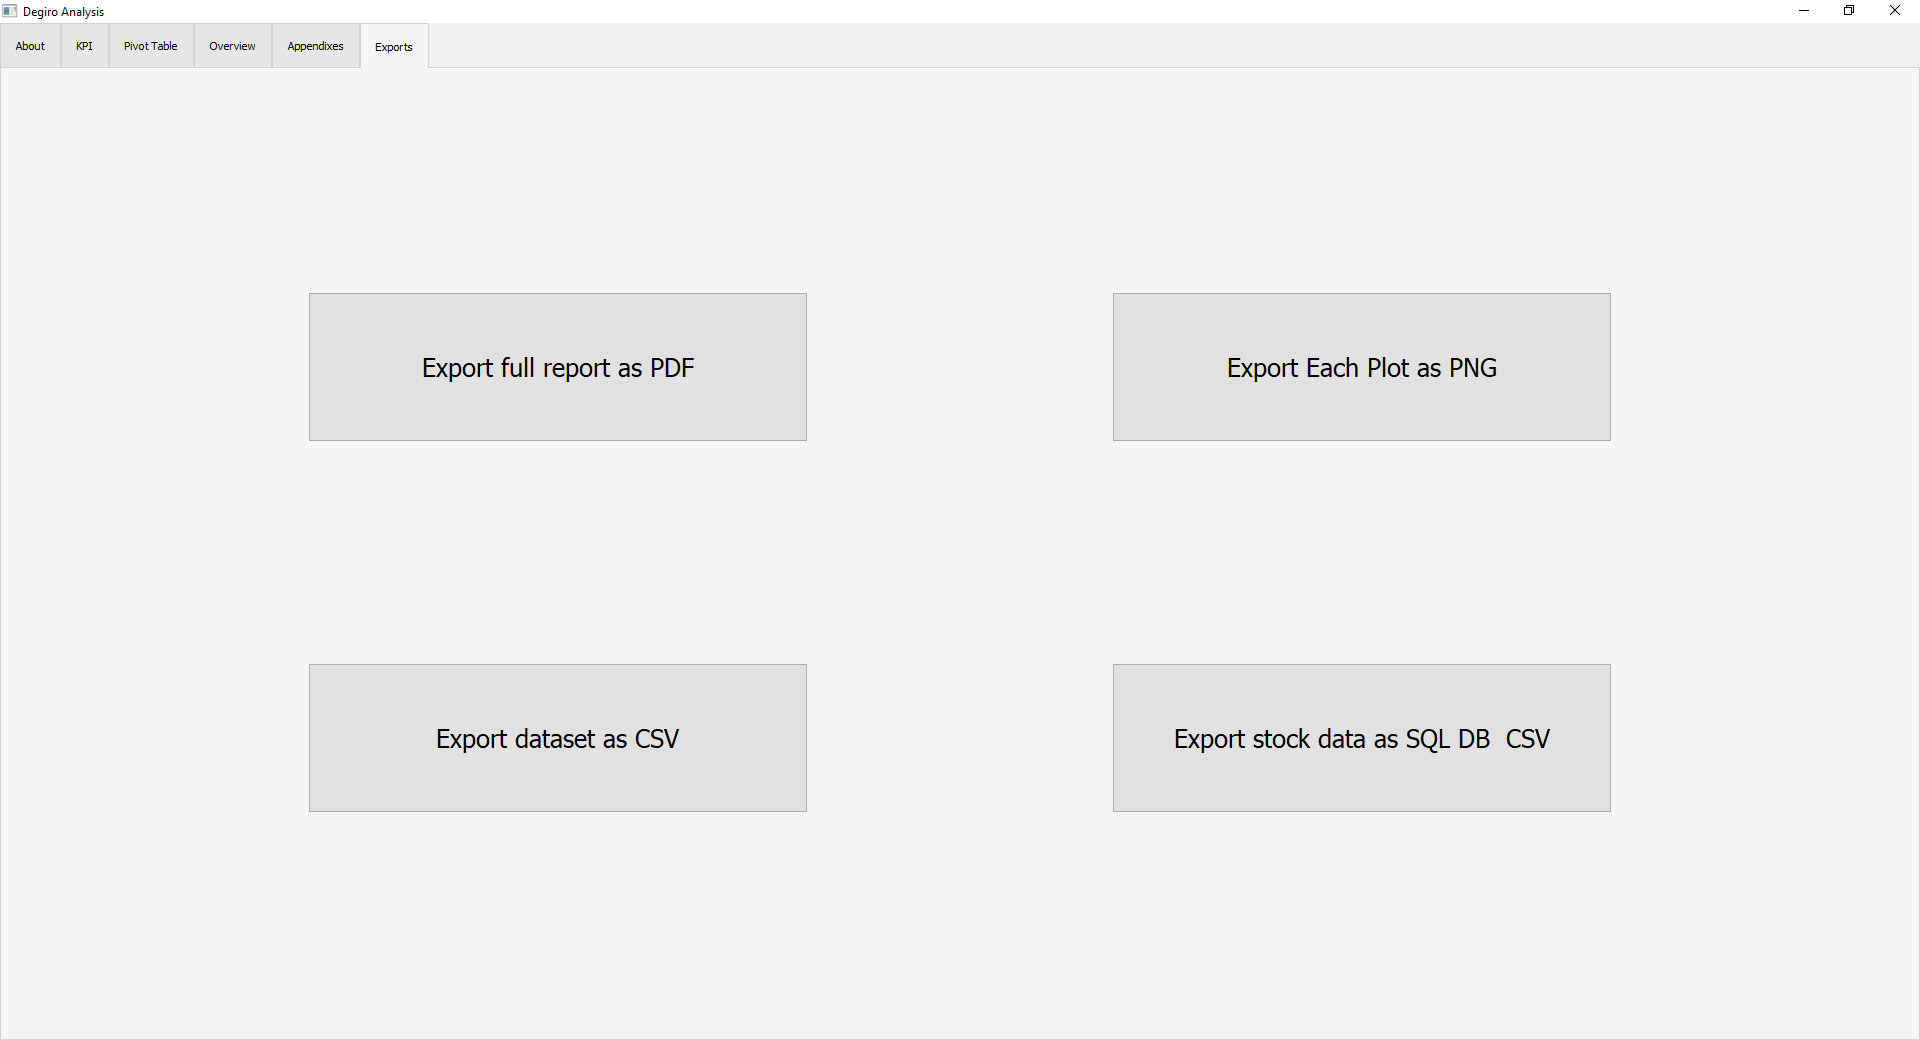 Degiro Analysis
About KPI Pivot Table Overview Appendixes Exports
Export full report as PDF
Export Each Plot as PNG
Export dataset as CSV
Export stock data as SQL DB  CSV